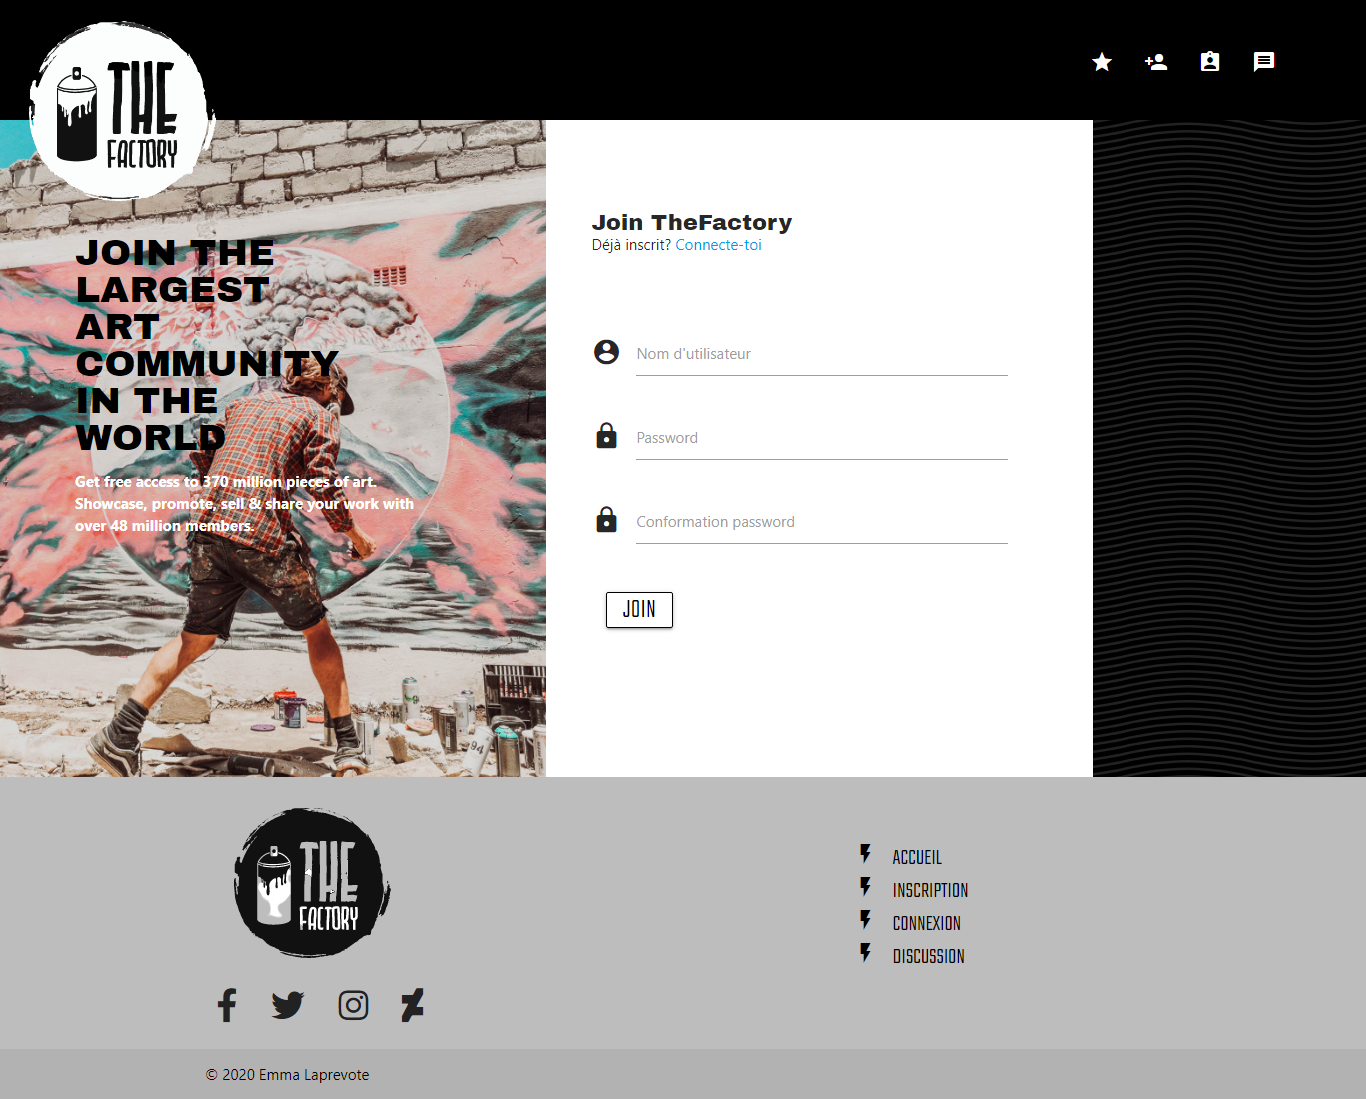 THE
FACTORY
JOIN THE
LARGEST
ART
COMMUNITY
IN THE
WORLD
Get free access to 370 million pieces of art.
Showcase, promote, sell & share your work with
over 48 million members.
Join TheFactory
Déjà inscrit? Connecte-toi
Nom d'utilisateur
Password
Conformation password
JOIN
94
THE
FACTORY
ACCUEIL
INSCRIPTION
CONNEXION
DISCUSSION
© 2020 Emma Laprevote